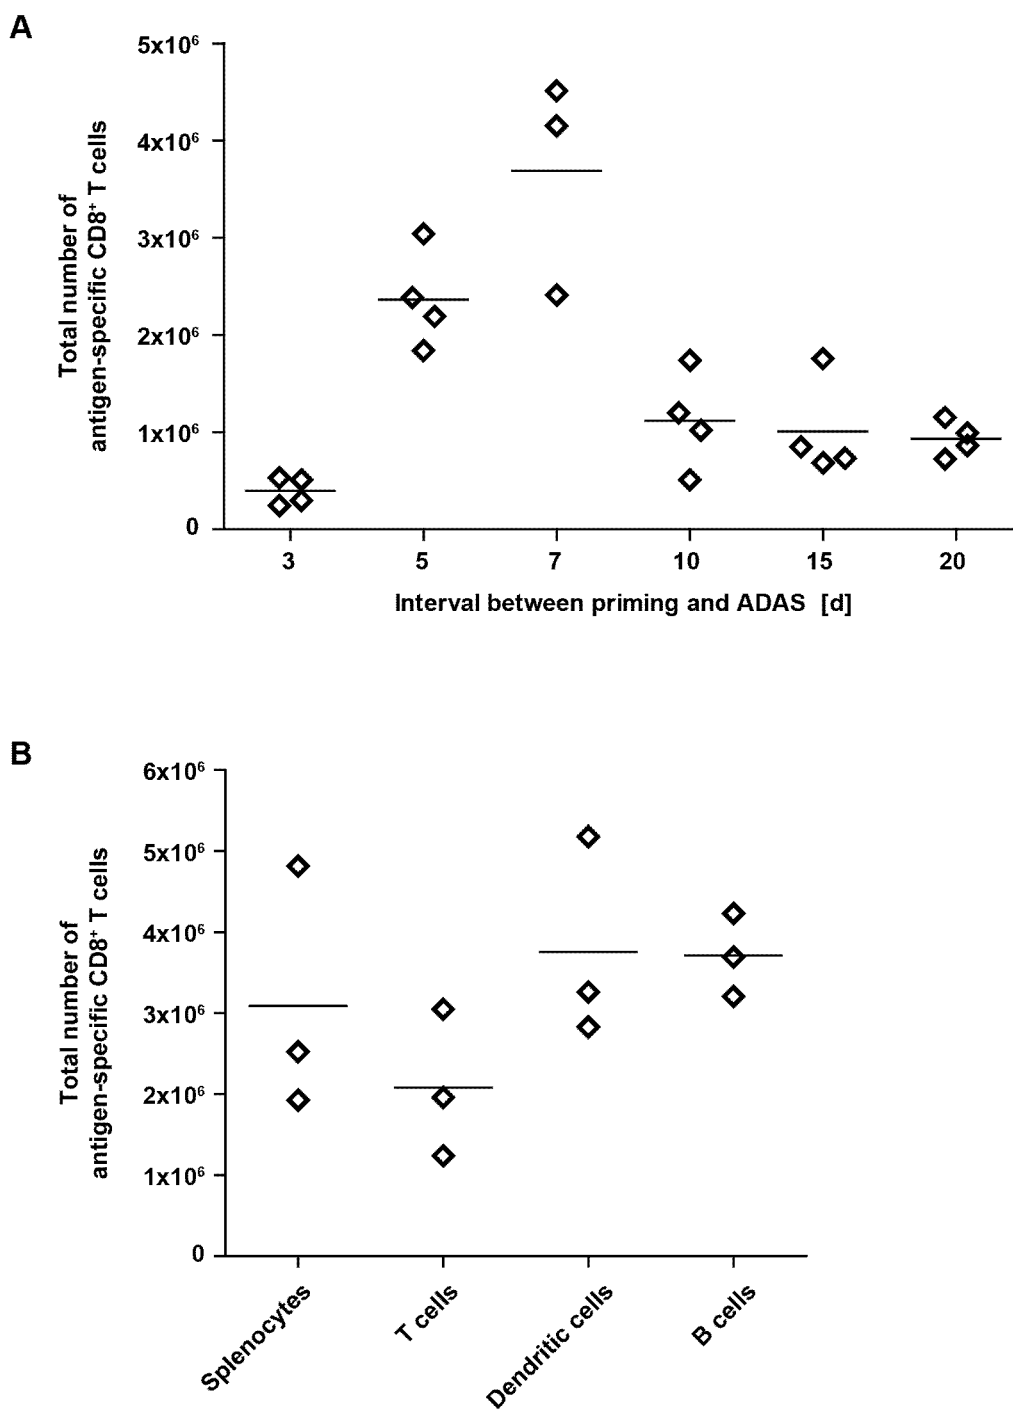 A
5x10⁶
4x10⁶
3x10⁶
2x10⁶
1x10⁶
0
Total number of
antigen-specific CD8⁺ T cells
3 5 7 10 15 20
Interval between priming and ADAS [d]
B
6x10⁶
5x10⁶
4x10⁶
3x10⁶
2x10⁶
1x10⁶
0
Total number of
antigen-specific CD8⁺ T cells
Splenocytes
T cells
Dendritic cells
B cells